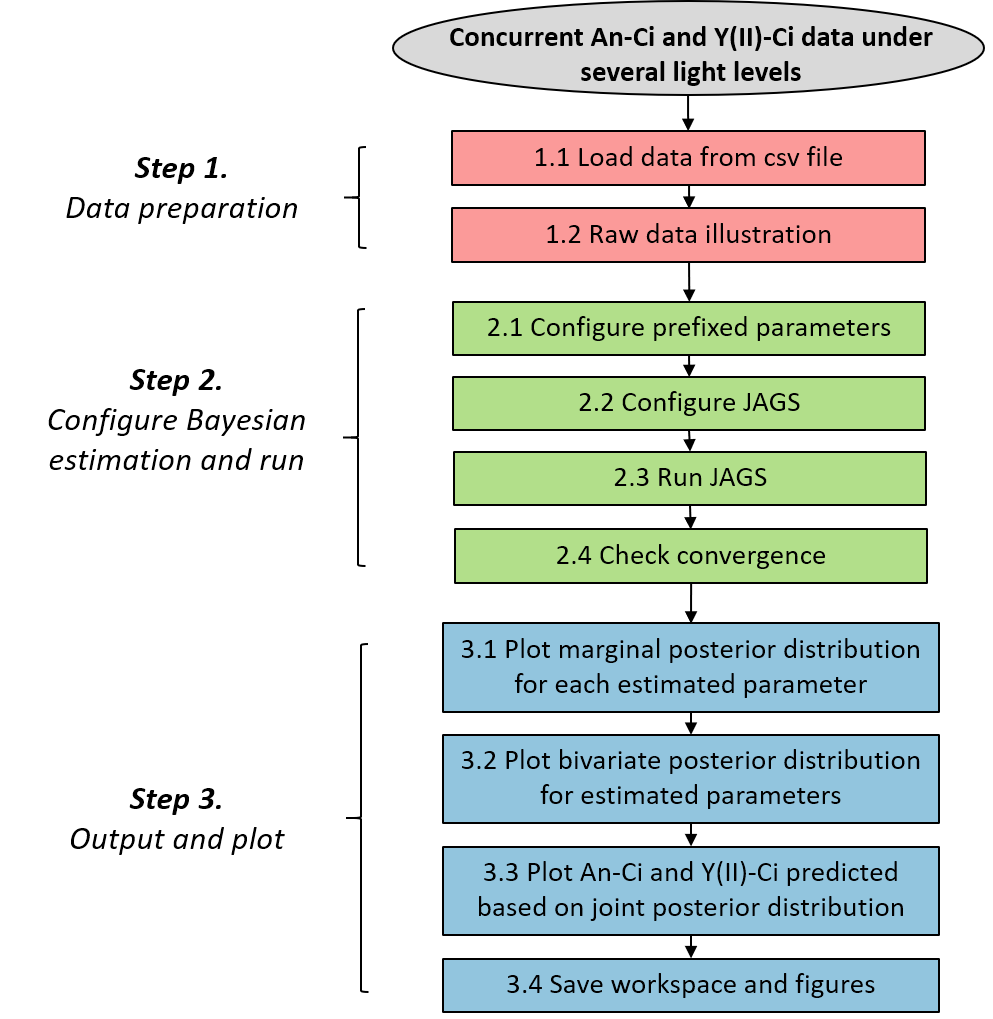 Concurrent An-Ci and Y(II)-Ci data under
several light levels
Step 1.
Data preparation
1.1 Load data from csv file
1.2 Raw data illustration
Step 2.
Configure Bayesian
estimation and run
2.1 Configure prefixed parameters
2.2 Configure JAGS
2.3 Run JAGS
2.4 Check convergence
Step 3.
Output and plot
3.1 Plot marginal posterior distribution
for each estimated parameter
3.2 Plot bivariate posterior distribution
for estimated parameters
3.3 Plot An-Ci and Y(II)-Ci predicted
based on joint posterior distribution
3.4 Save workspace and figures